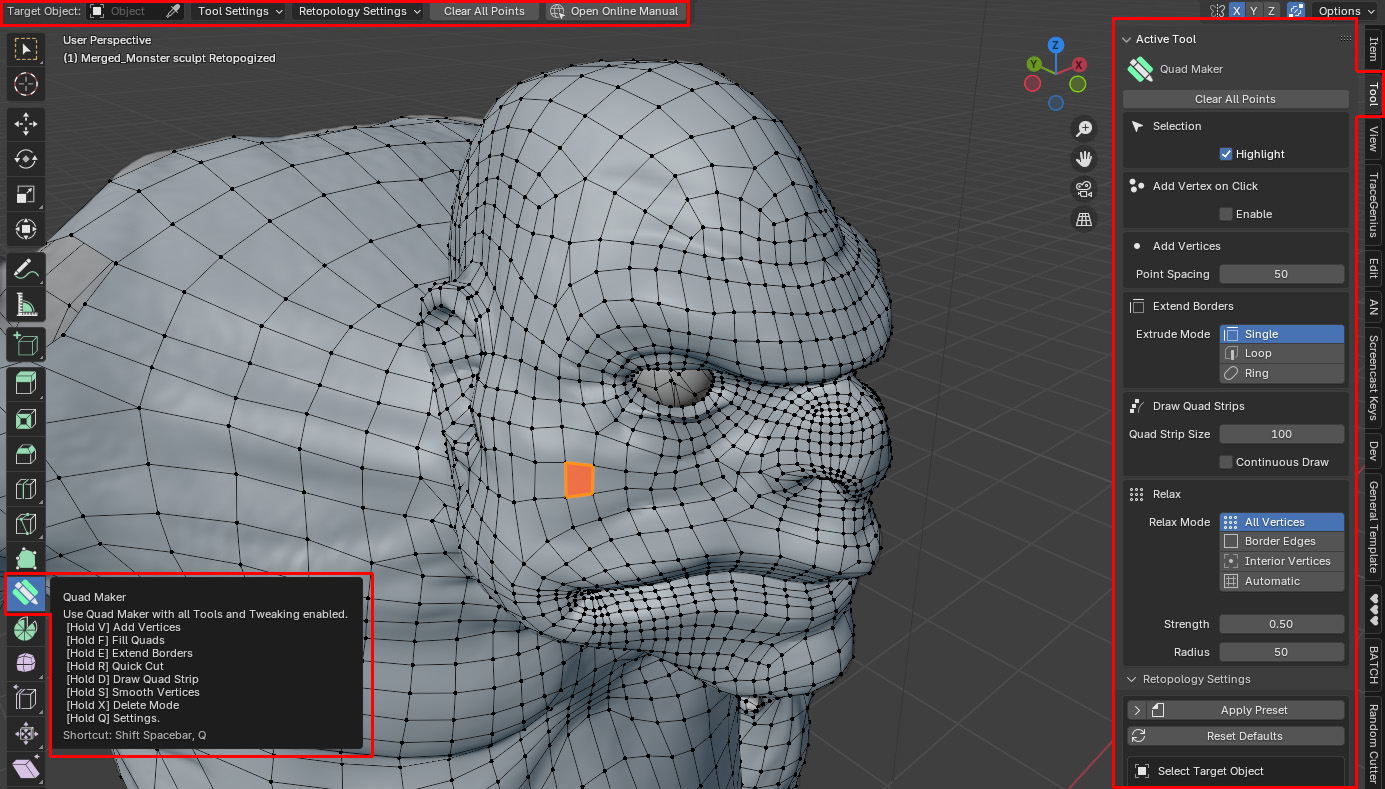 Target Object: Object Tool Settings Retopology Settings Clear All Points Open Online Manual X Y Z Options
User Perspective
(1) Merged_Monster sculpt Retopogized
Z
Y
X
Quad Maker
Use Quad Maker with all Tools and Tweaking enabled.
[Hold V] Add Vertices
[Hold F] Fill Quads
[Hold E] Extend Borders
[Hold R] Quick Cut
[Hold D] Draw Quad Strip
[Hold S] Smooth Vertices
[Hold X] Delete Mode
[Hold Q] Settings.
Shortcut: Shift Spacebar, Q
Active Tool
Quad Maker
Clear All Points
Selection
Highlight
Add Vertex on Click
Enable
Add Vertices
Point Spacing 50
Extend Borders
Extrude Mode Single
Loop
Ring
Draw Quad Strips
Quad Strip Size 100
Continuous Draw
Relax
Relax Mode All Vertices
Border Edges
Interior Vertices
Automatic
Strength 0.50
Radius 50
Retopology Settings
Apply Preset
Reset Defaults
Select Target Object
Item
Tool
View
TraceGenius
Edit
AN
Screencast Keys
Dev
General Template
BATCH
Random Cutter